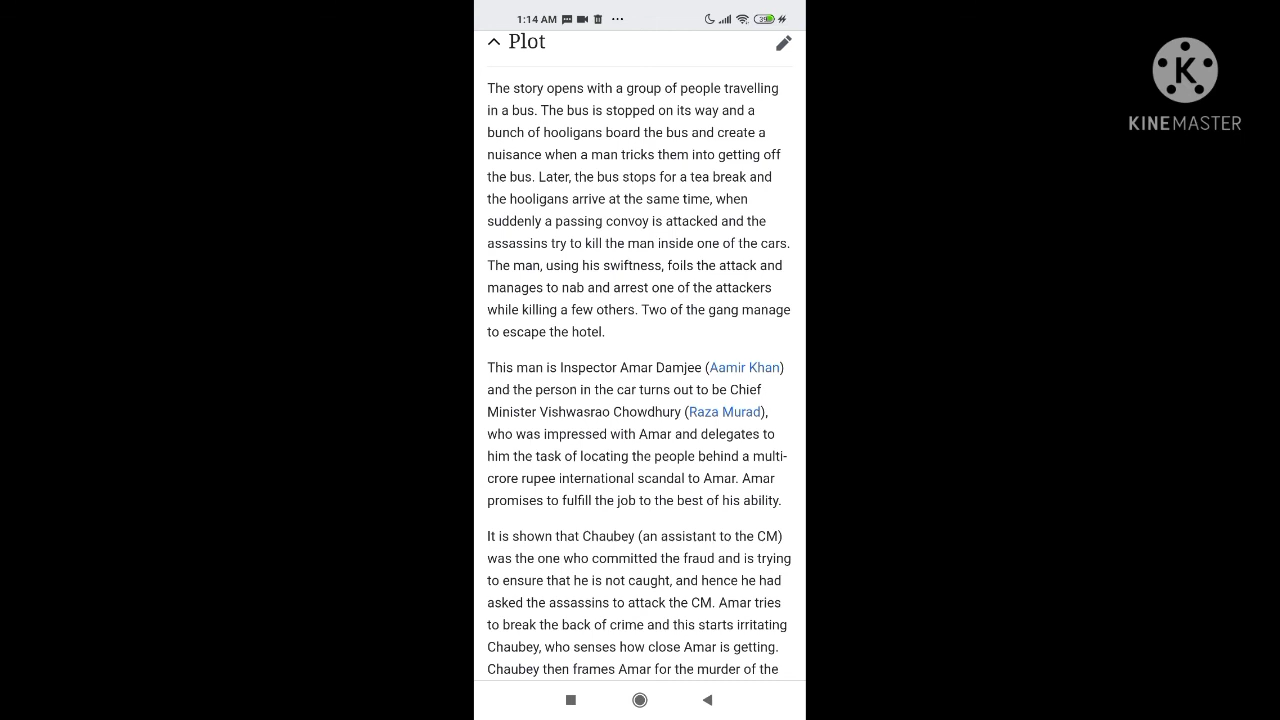 1:14 AM ...
39
Plot
The story opens with a group of people travelling
in a bus. The bus is stopped on its way and a
bunch of hooligans board the bus and create a
nuisance when a man tricks them into getting off
the bus. Later, the bus stops for a tea break and
the hooligans arrive at the same time, when
suddenly a passing convoy is attacked and the
assassins try to kill the man inside one of the cars.
The man, using his swiftness, foils the attack and
manages to nab and arrest one of the attackers
while killing a few others. Two of the gang manage
to escape the hotel.
This man is Inspector Amar Damjee (Aamir Khan)
and the person in the car turns out to be Chief
Minister Vishwasrao Chowdhury (Raza Murad),
who was impressed with Amar and delegates to
him the task of locating the people behind a multi-
crore rupee international scandal to Amar. Amar
promises to fulfill the job to the best of his ability.
It is shown that Chaubey (an assistant to the CM)
was the one who committed the fraud and is trying
to ensure that he is not caught, and hence he had
asked the assassins to attack the CM. Amar tries
to break the back of crime and this starts irritating
Chaubey, who senses how close Amar is getting.
Chaubey then frames Amar for the murder of the
K
KINEMASTER